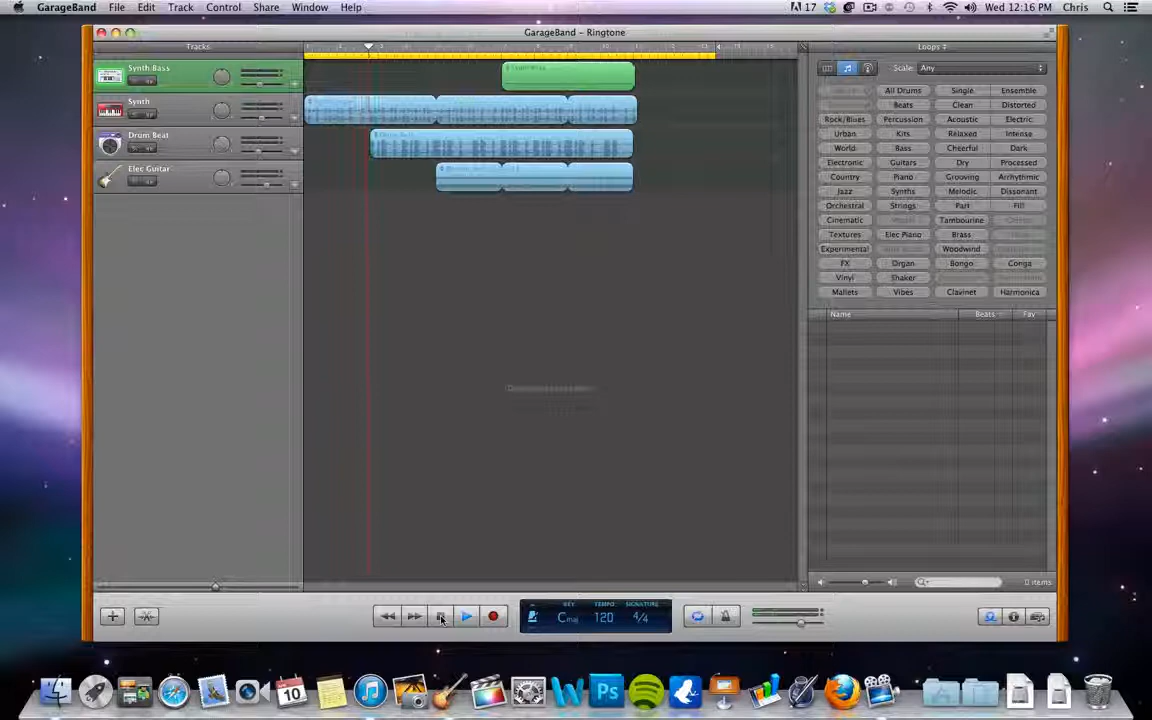 GarageBand File Edit Track Control Share Window Help
17 Wed 12:16 PM Chris
GarageBand – Ringtone
Tracks
Loops
Synth Bass
Synth
Drum Beat
Elec Guitar
Scale: Any
All Drums Single Ensemble
Beats Clean Distorted
Rock/Blues Percussion Acoustic Electric
Urban Kits Relaxed Intense
World Bass Cheerful Dark
Electronic Guitars Dry Processed
Country Piano Grooving Arrhythmic
Jazz Synths Melodic Dissonant
Orchestral Strings Part Fill
Cinematic Tambourine
Textures Elec Piano Brass
Experimental Woodwind
FX Organ Bongo Conga
Vinyl Shaker
Mallets Vibes Clavinet Harmonica
Name Beats Fav
0 items
KEY TEMPO SIGNATURE
C maj 120 4/4
10
W Ps